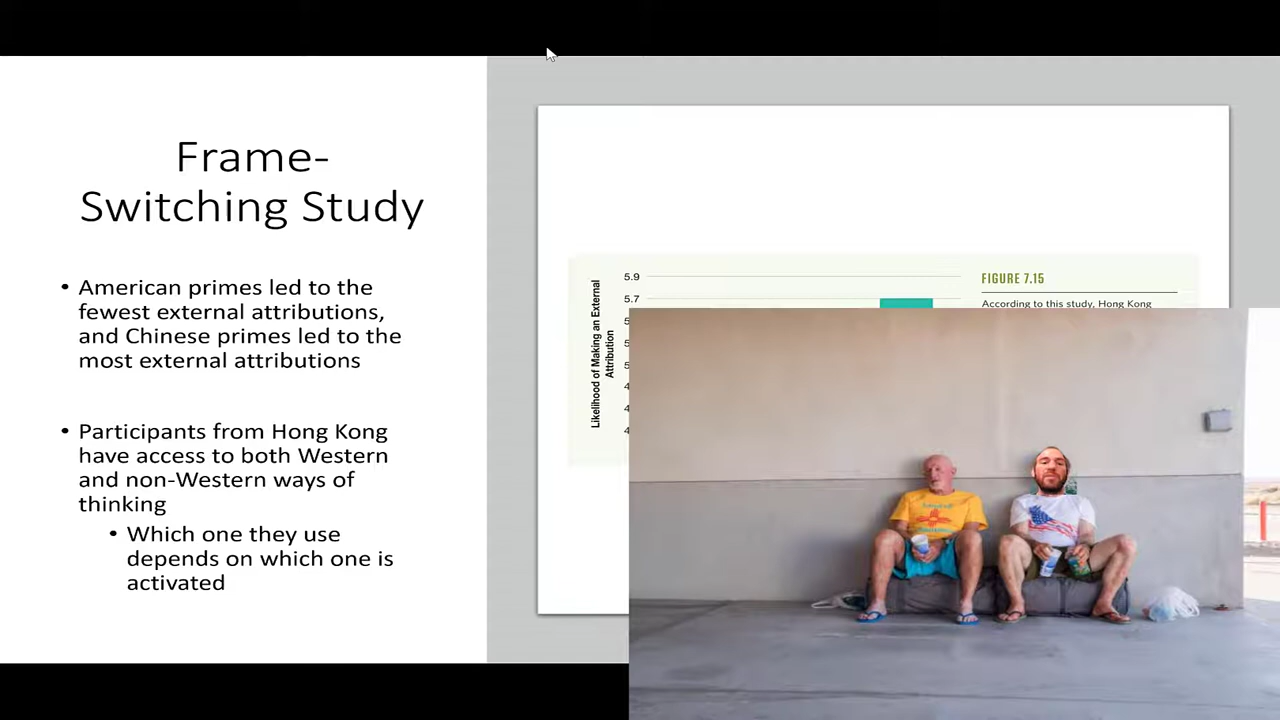 Frame-
Switching Study
• American primes led to the
fewest external attributions,
and Chinese primes led to the
most external attributions
• Participants from Hong Kong
have access to both Western
and non-Western ways of
thinking
• Which one they use
depends on which one is
activated
Likelihood of Making an External
Attribution
5.9
5.7
FIGURE 7.15
According to this study, Hong Kong